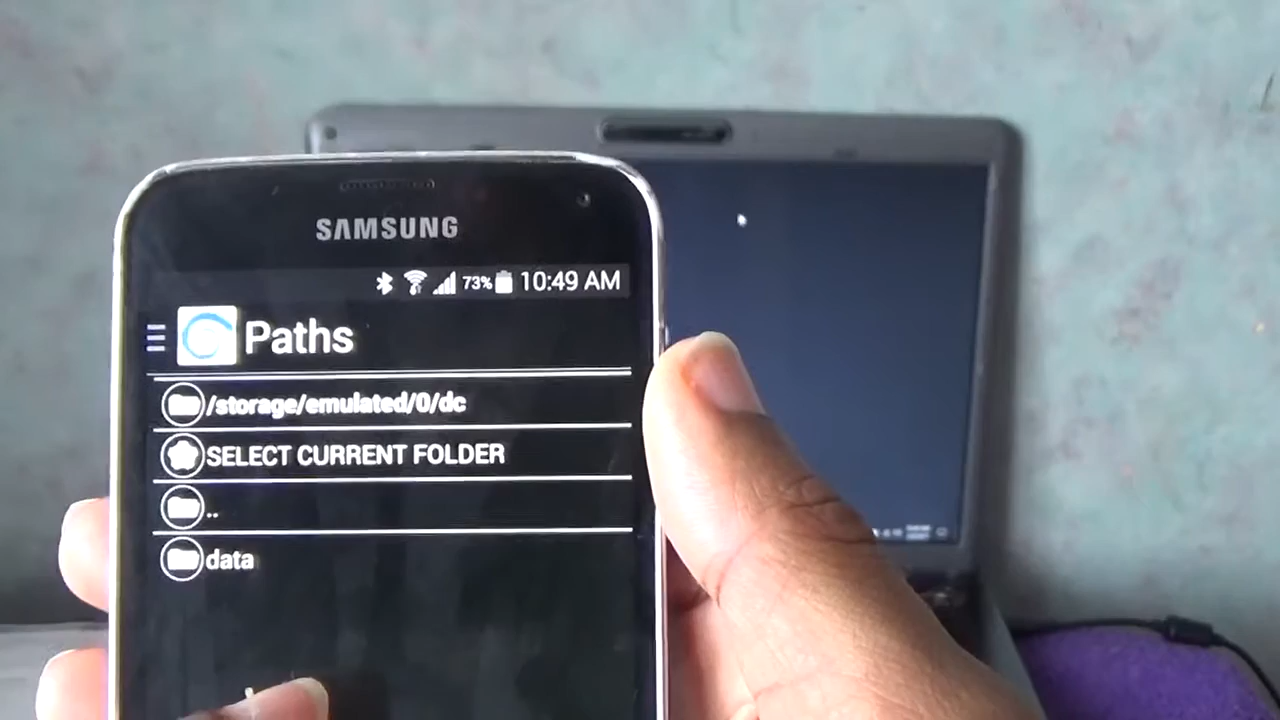 SAMSUNG
73% 10:49 AM
Paths
/storage/emulated/0/dc
SELECT CURRENT FOLDER
..
data